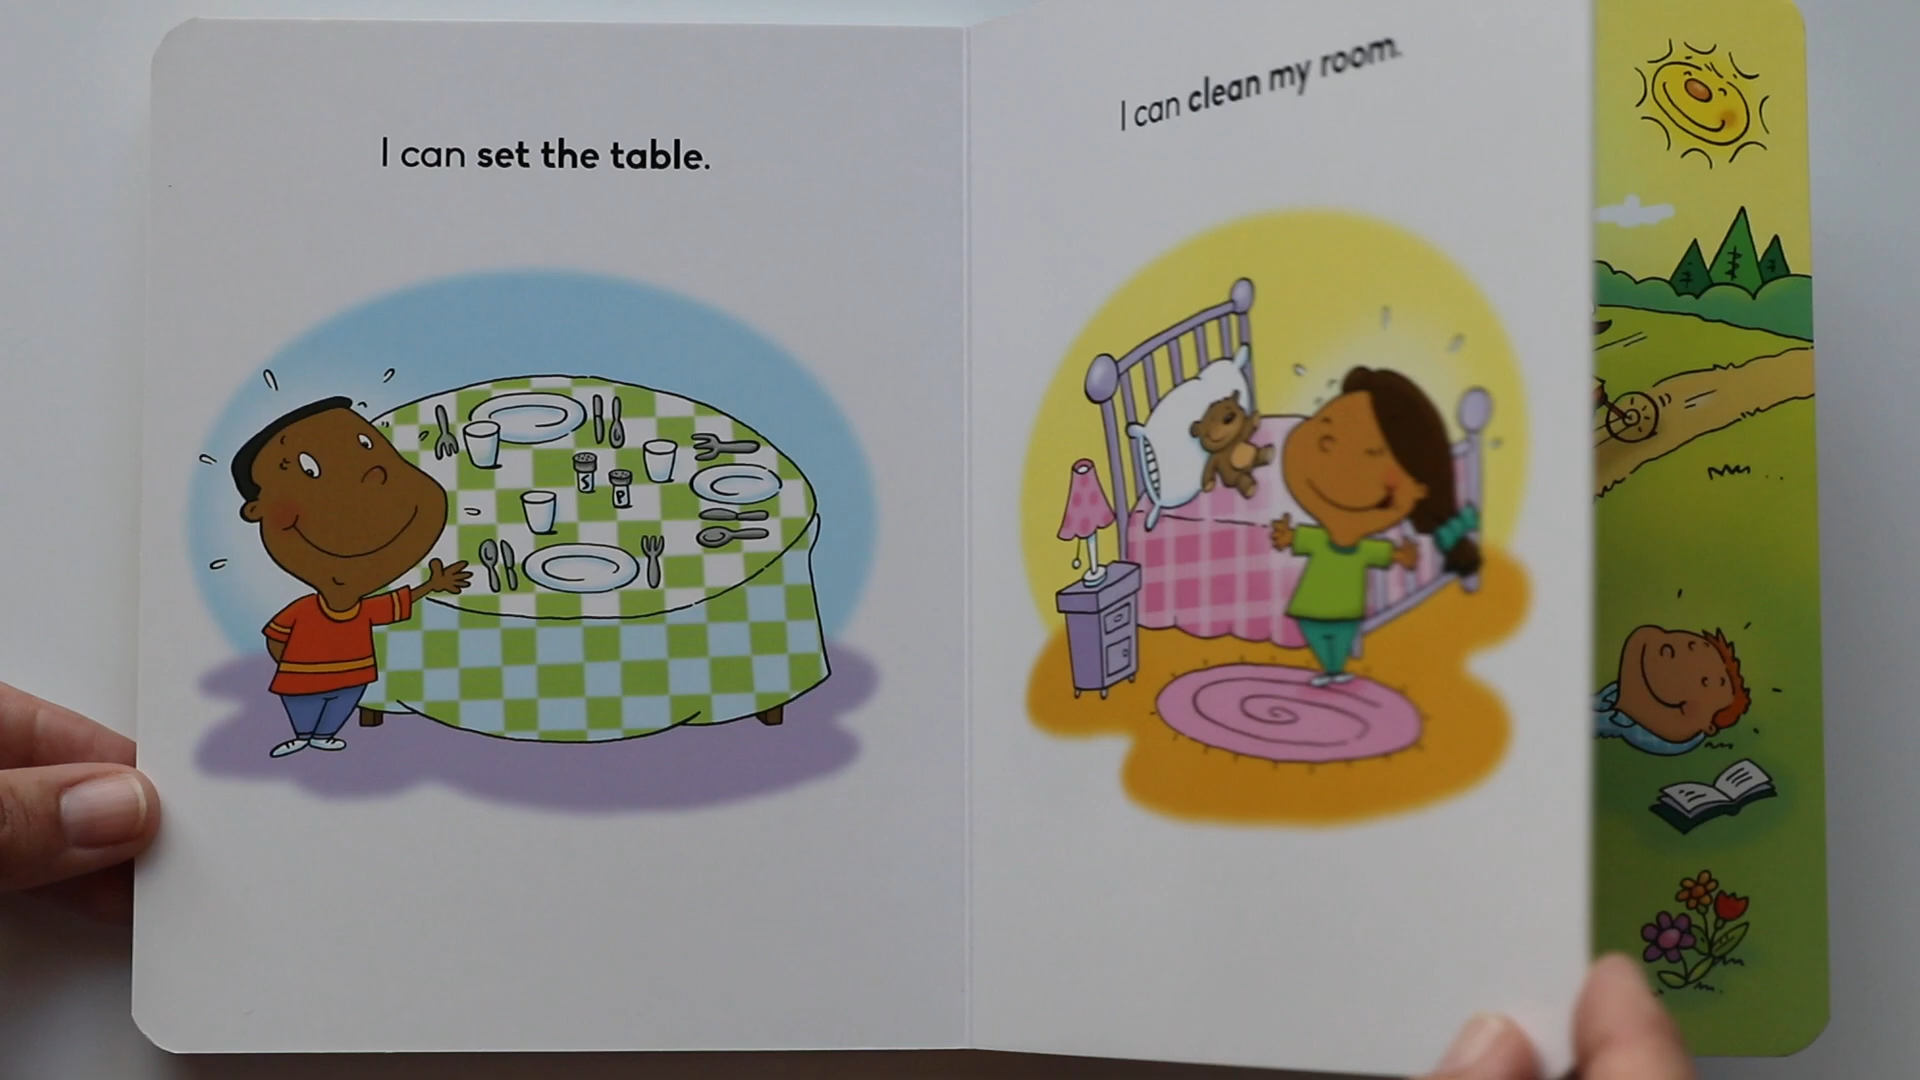 I can set the table.
I can clean my room.
S
P